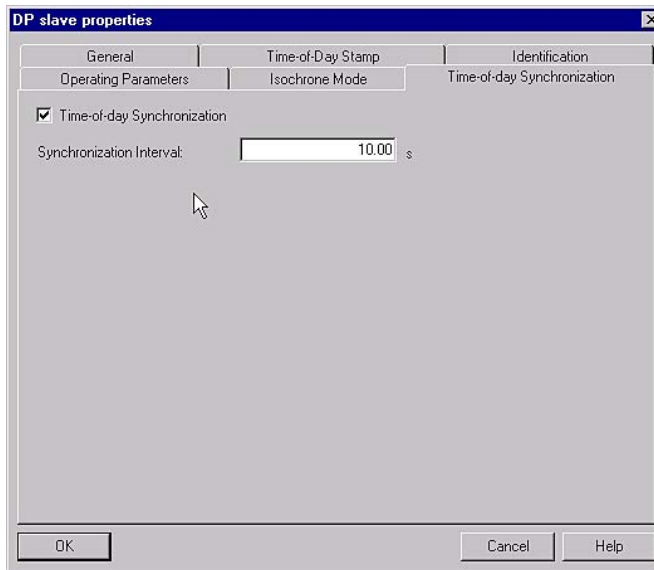 DP slave properties
General Time-of-Day Stamp Identification
Operating Parameters Isochrone Mode Time-of-day Synchronization
Time-of-day Synchronization
Synchronization Interval: 10.00 s
OK Cancel Help